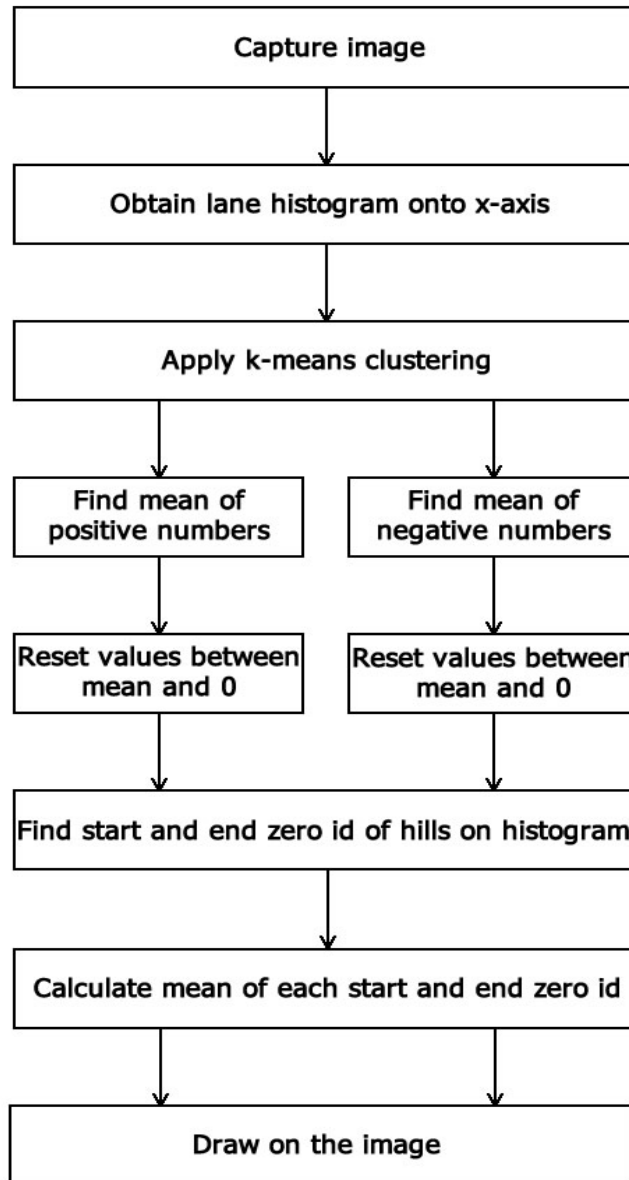 Capture image
Obtain lane histogram onto x-axis
Apply k-means clustering
Find mean of
positive numbers
Find mean of
negative numbers
Reset values between
mean and 0
Reset values between
mean and 0
Find start and end zero id of hills on histogram
Calculate mean of each start and end zero id
Draw on the image